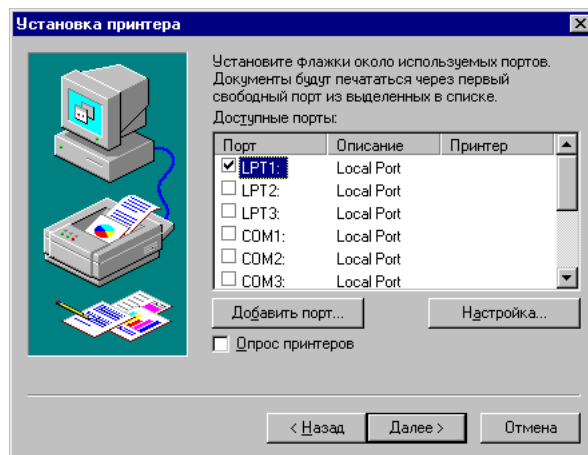 Установка принтера
Установите флажки около используемых портов.
Документы будут печататься через первый
свободный порт из выделенных в списке.
Доступные порты:
Порт Описание Принтер
LPT1: Local Port
LPT2: Local Port
LPT3: Local Port
COM1: Local Port
COM2: Local Port
COM3: Local Port
Добавить порт... Настройка...
Опрос принтеров
< Назад Далее > Отмена